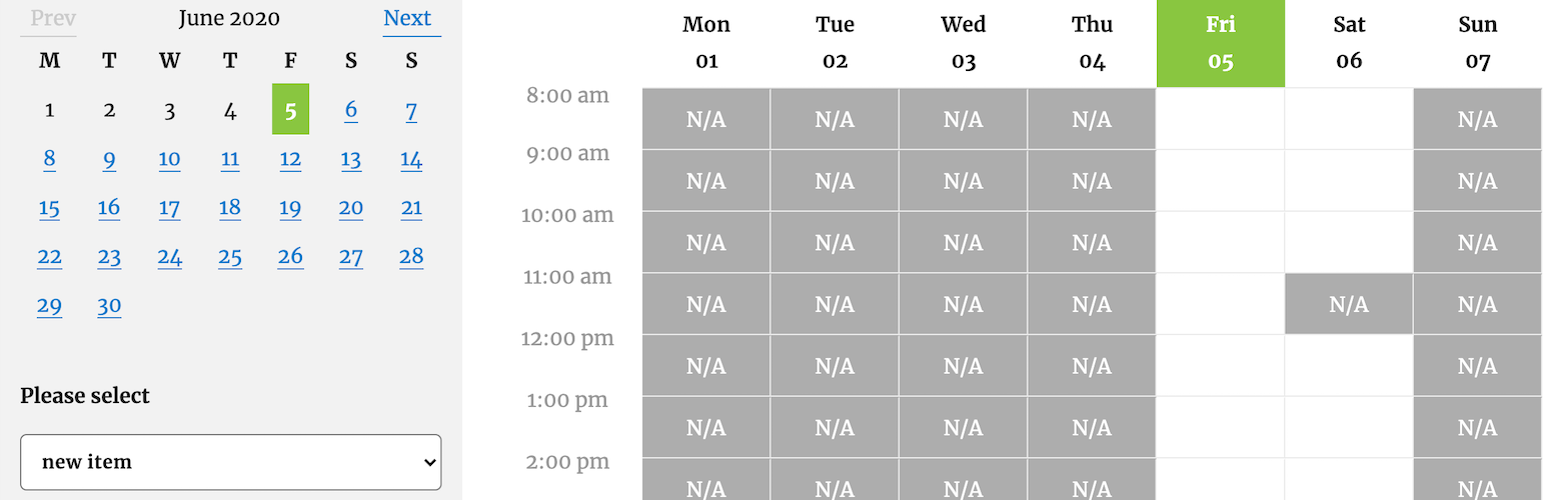 Prev June 2020 Next
M T W T F S S
1 2 3 4 5 6 7
8 9 10 11 12 13 14
15 16 17 18 19 20 21
22 23 24 25 26 27 28
29 30
Please select
new item
Mon Tue Wed Thu Fri Sat Sun
01 02 03 04 05 06 07
8:00 am
N/A N/A N/A N/A N/A
9:00 am
N/A N/A N/A N/A N/A
10:00 am
N/A N/A N/A N/A N/A
11:00 am
N/A N/A N/A N/A N/A N/A
12:00 pm
N/A N/A N/A N/A N/A
1:00 pm
N/A N/A N/A N/A N/A
2:00 pm
N/A N/A N/A N/A N/A